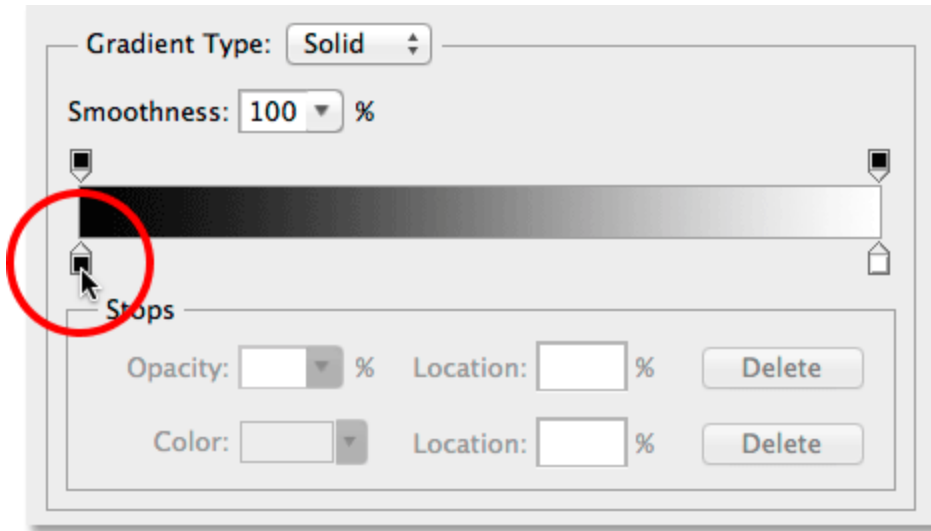 Gradient Type: Solid
Smoothness: 100 %
Stops
Opacity: % Location: % Delete
Color: Location: % Delete